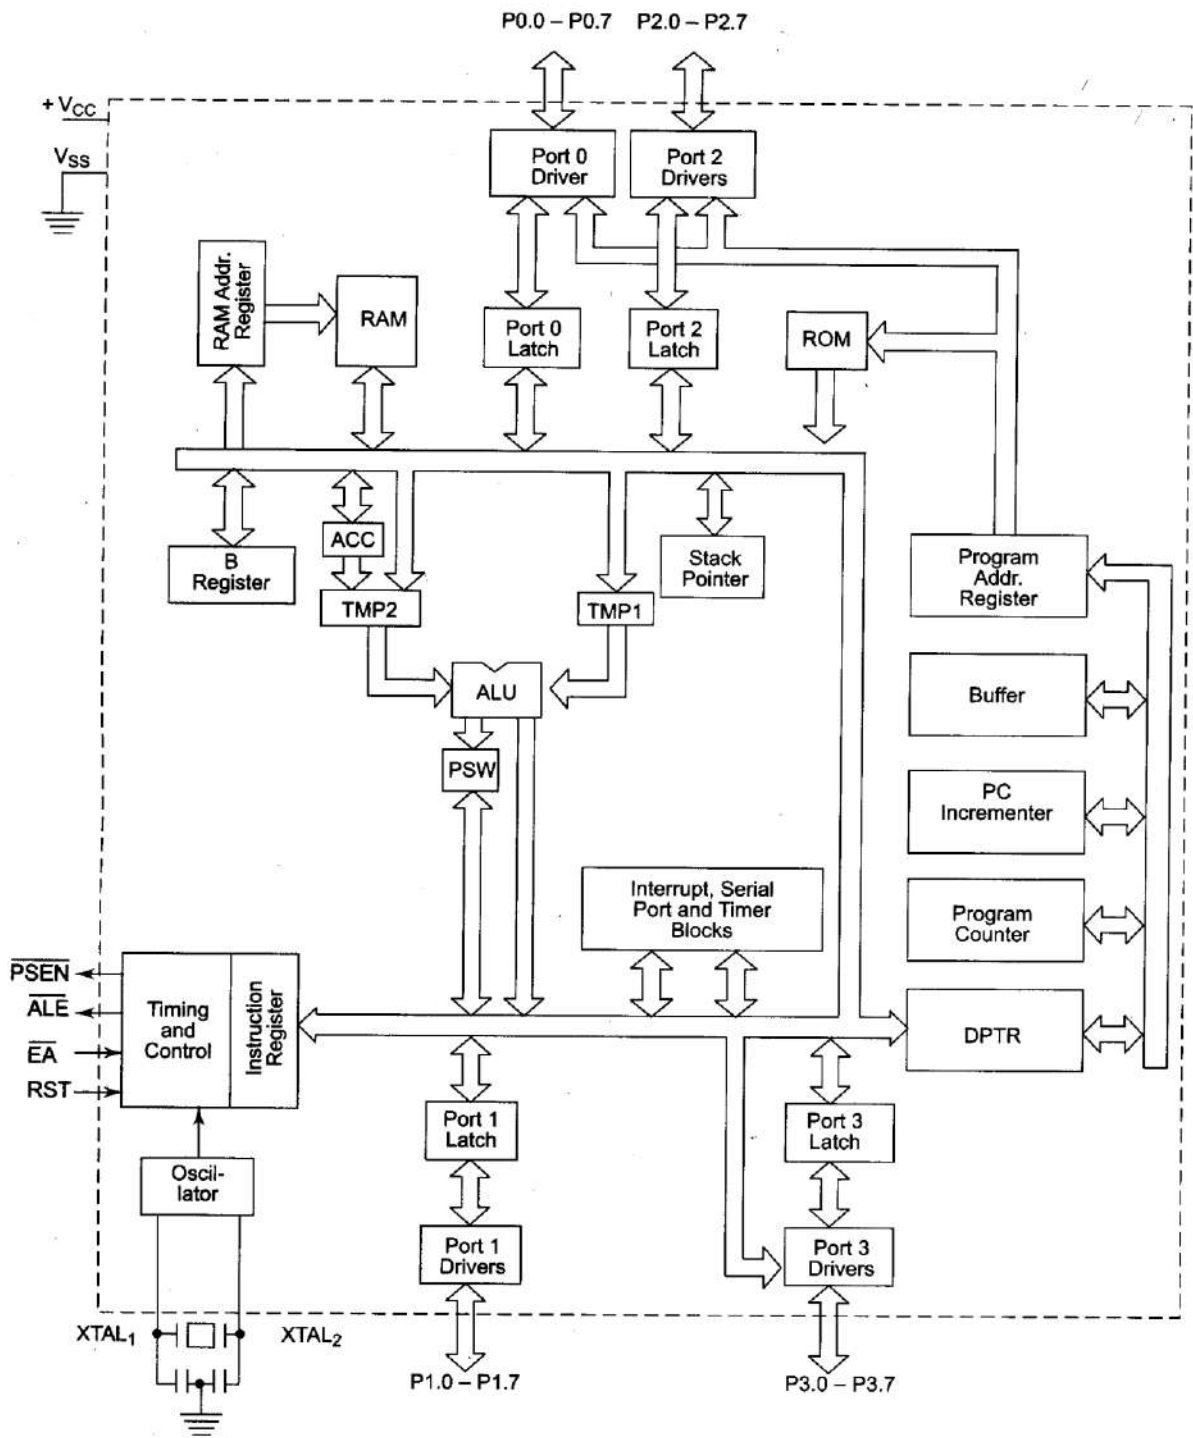 P0.0 – P0.7 P2.0 – P2.7
+ VCC
VSS
Port 0
Driver
Port 2
Drivers
RAM Addr.
Register
RAM
Port 0
Latch
Port 2
Latch
ROM
ACC
B
Register
Stack
Pointer
Program
Addr.
Register
TMP2
TMP1
ALU
Buffer
PSW
PC
Incrementer
Interrupt, Serial
Port and Timer
Blocks
Program
Counter
PSEN
ALE
EA
RST
Timing
and
Control
Instruction
Register
DPTR
Port 1
Latch
Port 3
Latch
Oscil-
lator
Port 1
Drivers
Port 3
Drivers
XTAL1
XTAL2
P1.0 – P1.7
P3.0 – P3.7